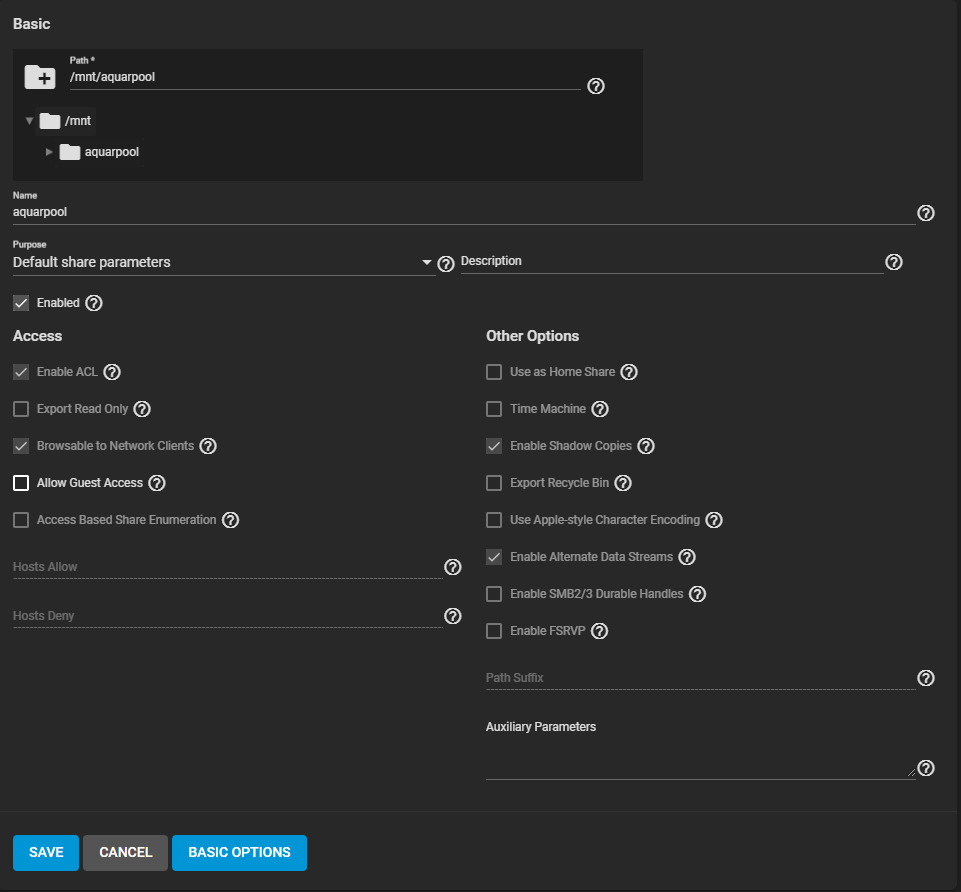 Basic
Path *
/mnt/aquarpool
/mnt
aquarpool
Name
aquarpool
Purpose
Default share parameters
Description
Enabled
Access
Other Options
Enable ACL
Use as Home Share
Export Read Only
Time Machine
Browsable to Network Clients
Enable Shadow Copies
Allow Guest Access
Export Recycle Bin
Access Based Share Enumeration
Use Apple-style Character Encoding
Hosts Allow
Enable Alternate Data Streams
Enable SMB2/3 Durable Handles
Hosts Deny
Enable FSRVP
Path Suffix
Auxiliary Parameters
SAVE CANCEL BASIC OPTIONS